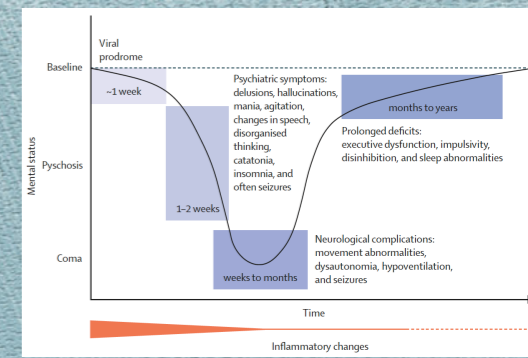 Viral
prodrome
Baseline
~1 week
Psychiatric symptoms:
delusions, hallucinations,
mania, agitation,
changes in speech,
disorganised
thinking,
catatonia,
insomnia, and
often seizures
months to years
Prolonged deficits:
executive dysfunction, impulsivity,
disinhibition, and sleep abnormalities
Mental status
Pyschosis
1–2 weeks
Coma
weeks to months
Neurological complications:
movement abnormalities,
dysautonomia, hypoventilation,
and seizures
Time
Inflammatory changes